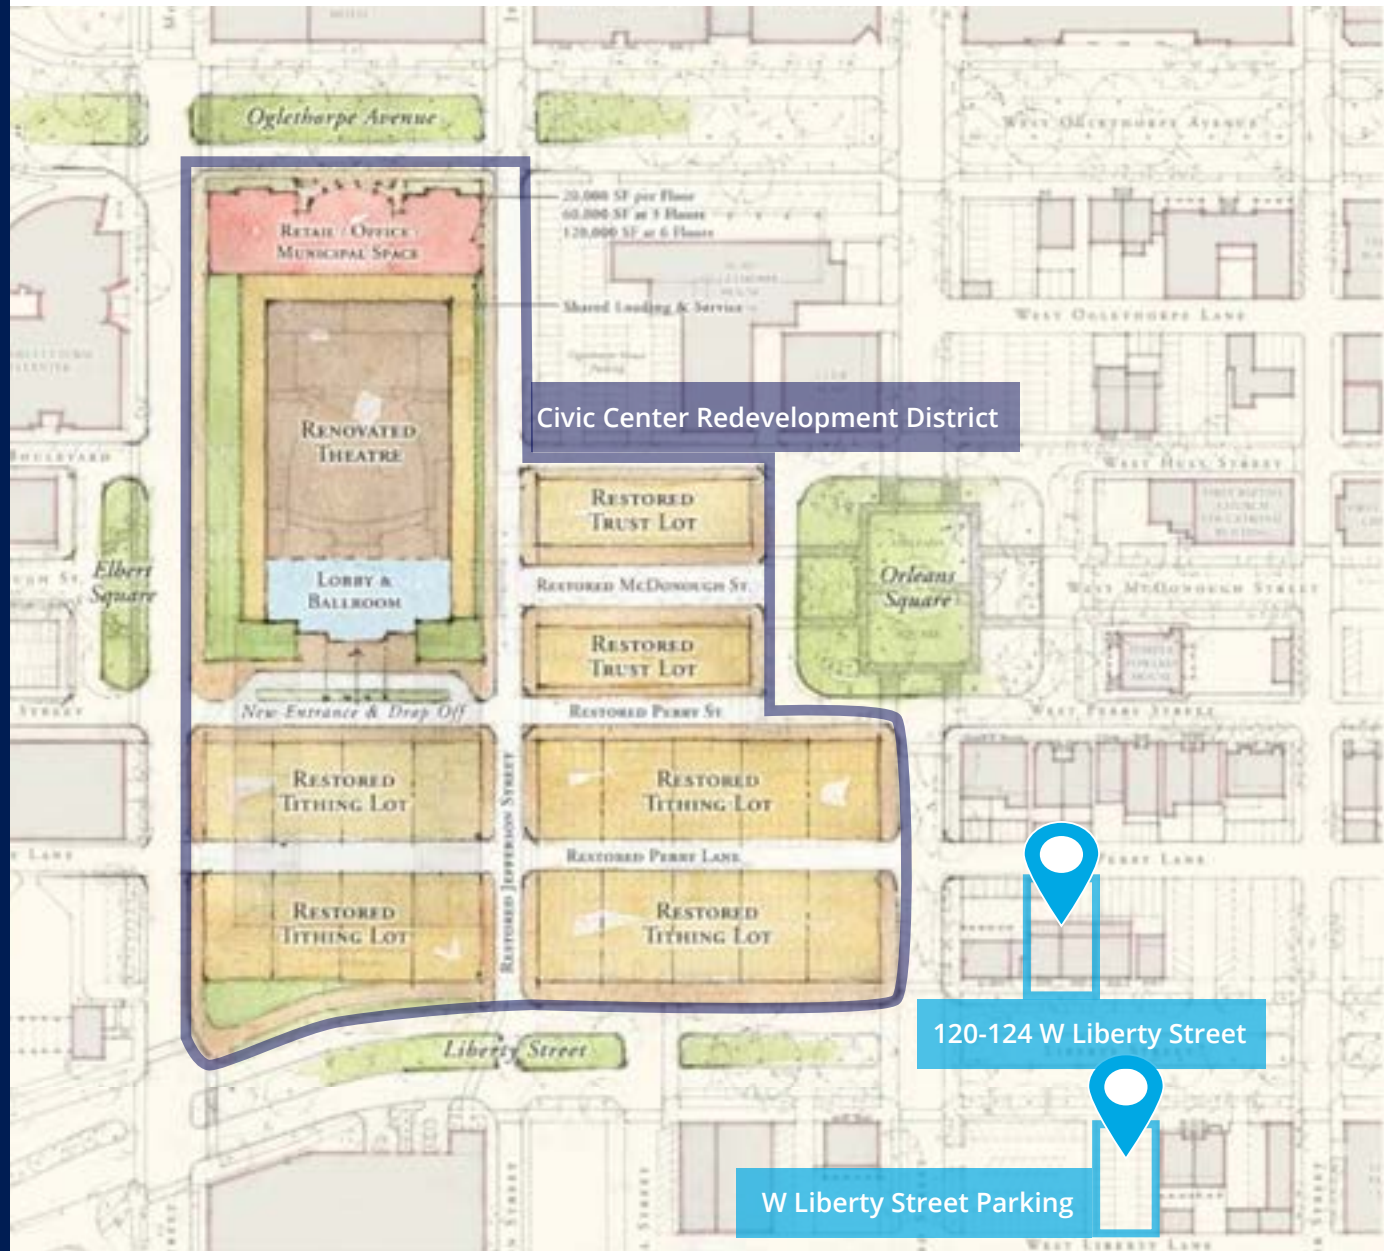 Oglethorpe Avenue
WEST OGLETHORPE AVENUE
20,000 SF per Floor
60,000 SF at 3 Floors
120,000 SF at 6 Floors
RETAIL / OFFICE /
MUNICIPAL SPACE
Shared Loading & Service
WEST OGLETHORPE LANE
Civic Center Redevelopment District
RENOVATED
THEATRE
BOULEVARD
WEST HULL STREET
RESTORED
TRUST LOT
LOBBY &
BALLROOM
Elbert
Square
RESTORED MCDONOUGH ST.
Orleans
Square
SQUARE
WEST MCDONOUGH STREET
RESTORED
TRUST LOT
New Entrance & Drop Off
RESTORED PERRY ST.
WEST PERRY STREET
STREET
RESTORED
TITHING LOT
RESTORED
TITHING LOT
RESTORED JEFFERSON STREET
RESTORED PERRY LANE
PERRY LANE
LANE
RESTORED
TITHING LOT
RESTORED
TITHING LOT
120-124 W Liberty Street
Liberty Street
W Liberty Street Parking
WEST LIBERTY LANE